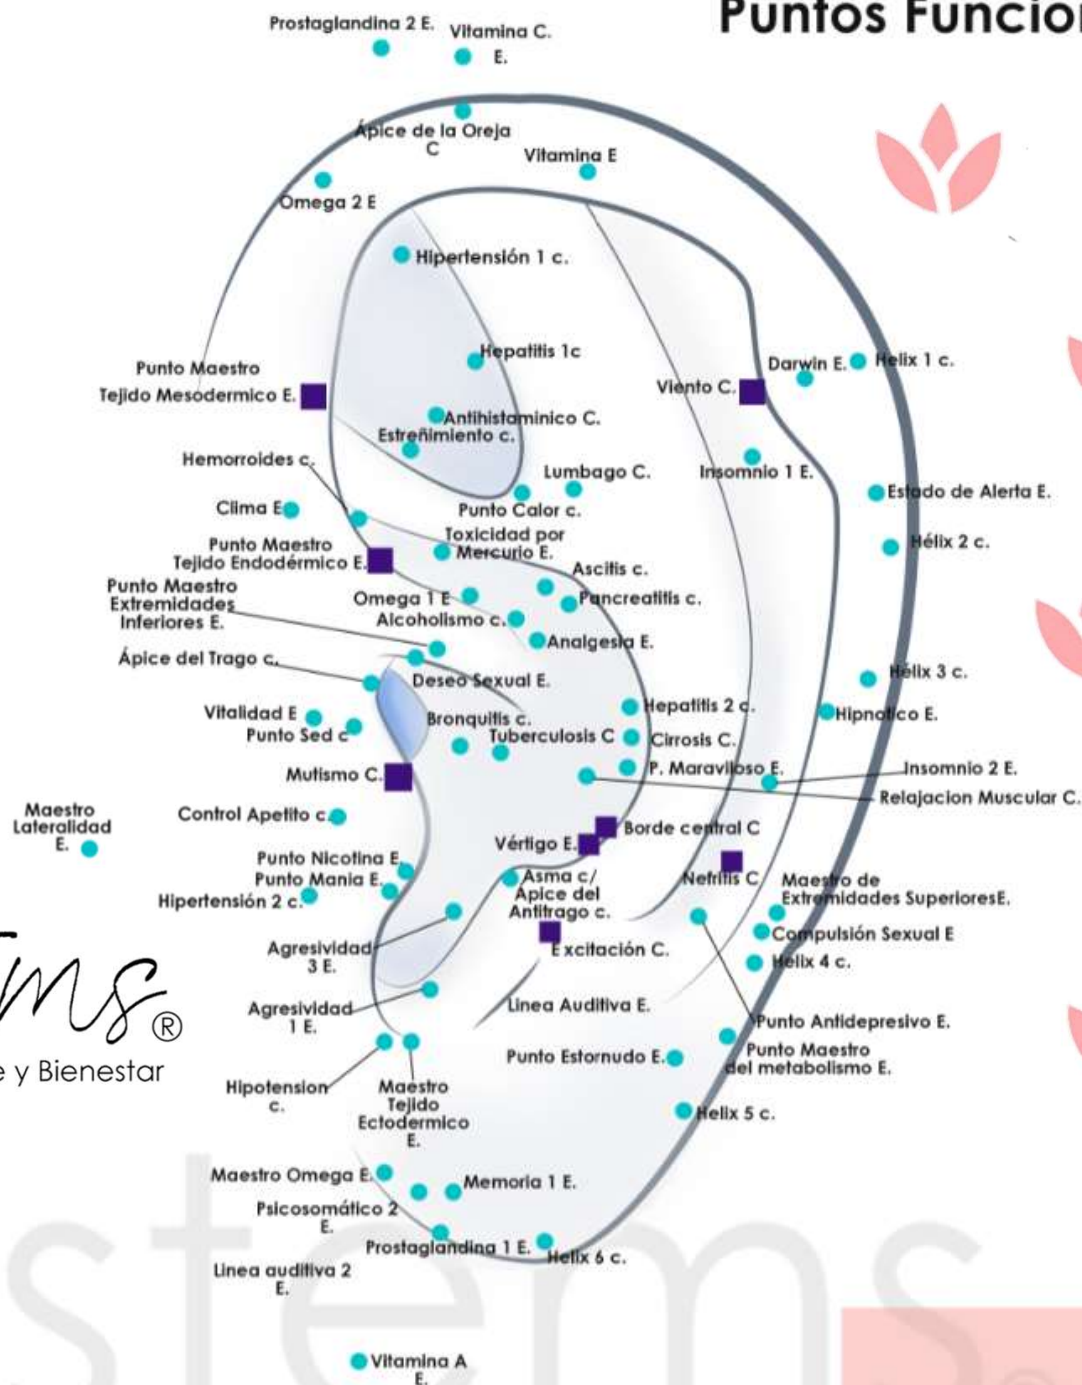 Puntos Funcion
Prostaglandina 2 E.
Vitamina C.
E.
Ápice de la Oreja
C
Vitamina E
Omega 2 E
Hipertensión 1 c.
Hepatitis 1c
Punto Maestro
Tejido Mesodermico E.
Darwin E.
Helix 1 c.
Viento C.
Antihistaminico C.
Estreñimiento c.
Hemorroides c.
Lumbago C.
Insomnio 1 E.
Clima E
Punto Calor c.
Estado de Alerta E.
Toxicidad por
Mercurio E.
Punto Maestro
Tejido Endodérmico E.
Hélix 2 c.
Ascitis c.
Punto Maestro
Extremidades
Inferiores E.
Omega 1 E
Pancreatitis c.
Alcoholismo c.
Analgesia E.
Ápice del Trago c.
Deseo Sexual E.
Hélix 3 c.
Vitalidad E
Punto Sed c
Bronquitis c.
Tuberculosis C
Hepatitis 2 c.
Hipnotico E.
Cirrosis C.
Mutismo C.
P. Maravilloso E.
Insomnio 2 E.
Relajacion Muscular C.
Maestro
Lateralidad
E.
Control Apetito c.
Borde central C
Vértigo E.
Punto Nicotina E.
Punto Mania E.
Hipertensión 2 c.
Asma c/
Apice del
Antitrago c.
Nefritis C
Maestro de
Extremidades SuperioresE.
Compulsión Sexual E
Agresividad
3 E.
Excitación C.
Helix 4 c.
Agresividad
1 E.
Linea Auditiva E.
Punto Antidepresivo E.
ms®
e y Bienestar
Punto Estornudo E.
Punto Maestro
del metabolismo E.
Hipotension
c.
Maestro
Tejido
Ectodermico
E.
Helix 5 c.
Maestro Omega E.
Memoria 1 E.
Psicosomático 2
E.
Prostaglandina 1 E.
Helix 6 c.
Linea auditiva 2
E.
Vitamina A
E.
stems